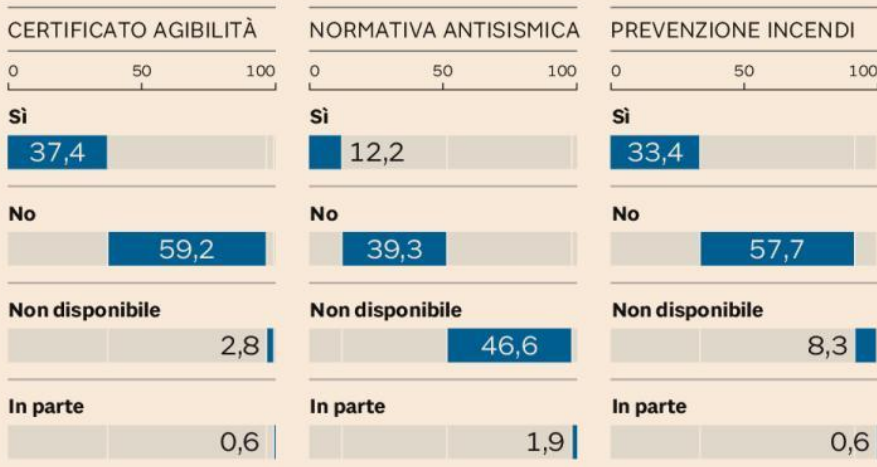 CERTIFICATO AGIBILITÀ
0 50 100
Sì
37,4
No
59,2
Non disponibile
2,8
In parte
0,6
NORMATIVA ANTISISMICA
0 50 100
Sì
12,2
No
39,3
Non disponibile
46,6
In parte
1,9
PREVENZIONE INCENDI
0 50 100
Sì
33,4
No
57,7
Non disponibile
8,3
In parte
0,6